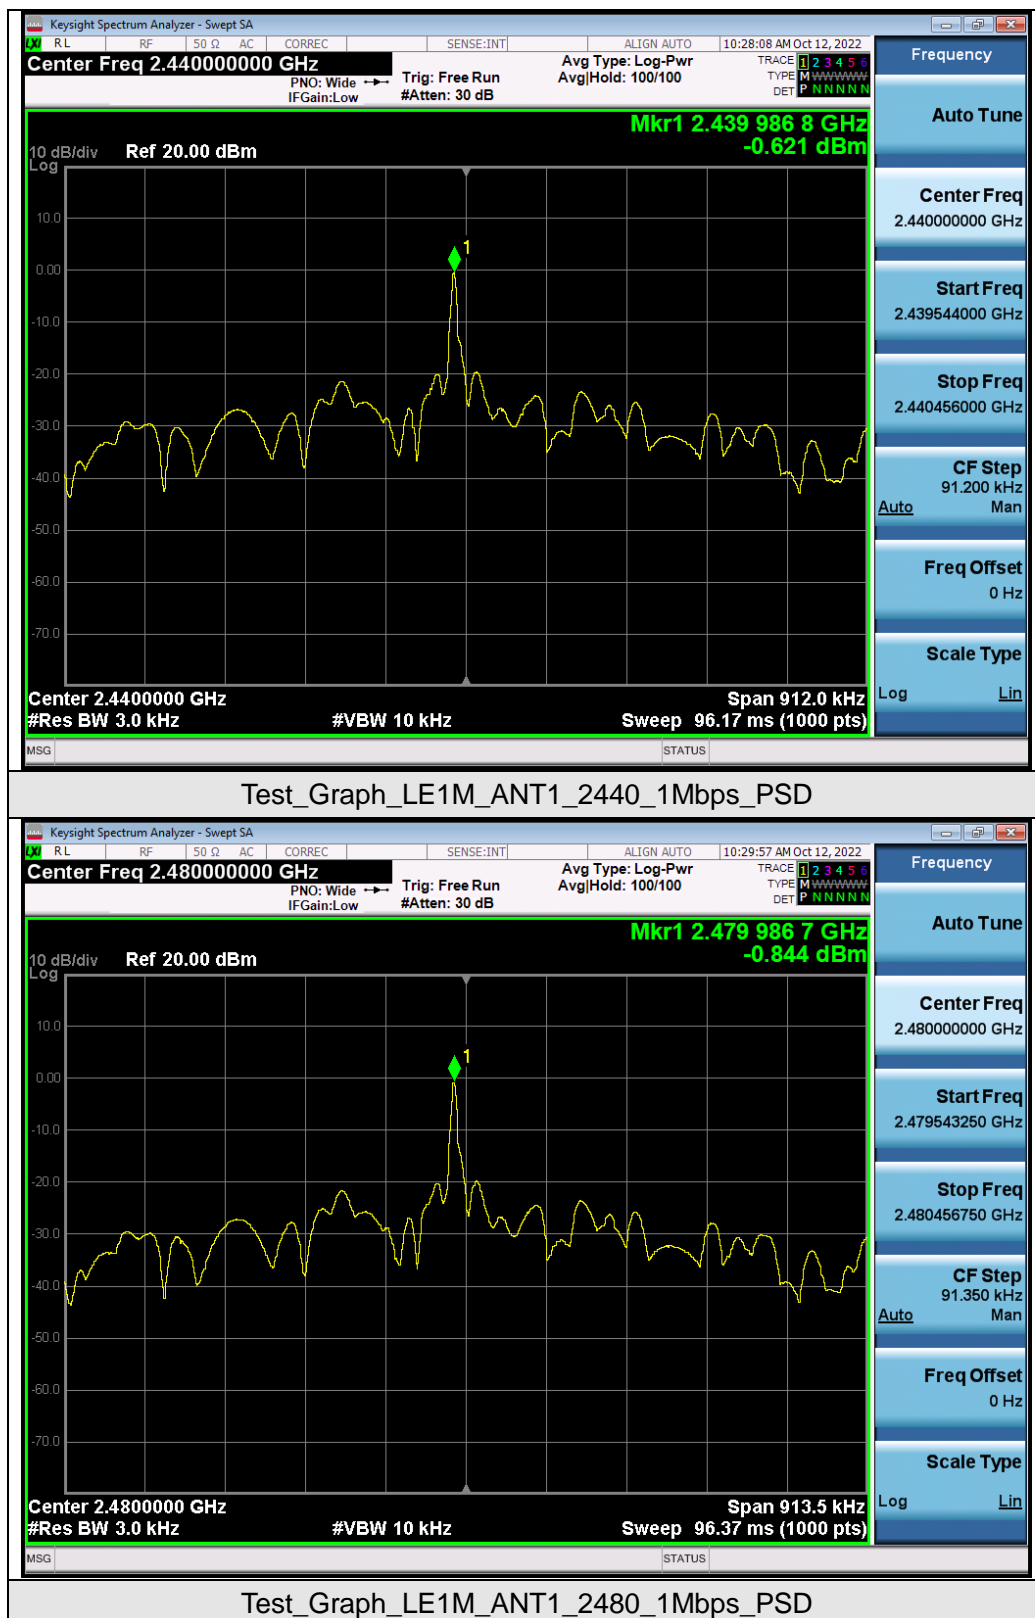 Keysight Spectrum Analyzer - Swept SA
LXI RL RF 50 Ω AC CORREC SENSE:INT ALIGN AUTO 10:28:08 AM Oct 12, 2022
Center Freq 2.440000000 GHz Avg Type: Log-Pwr TRACE 1 2 3 4 5 6
PNO: Wide Trig: Free Run Avg|Hold: 100/100 TYPE M WWWWW
IFGain:Low #Atten: 30 dB DET P N N N N N
Mkr1 2.439 986 8 GHz
-0.621 dBm
10 dB/div Ref 20.00 dBm
Log
10.0
1
0.00
-10.0
-20.0
-30.0
-40.0
-50.0
-60.0
-70.0
Center 2.4400000 GHz Span 912.0 kHz
#Res BW 3.0 kHz #VBW 10 kHz Sweep 96.17 ms (1000 pts)
MSG STATUS
Frequency
Auto Tune
Center Freq
2.440000000 GHz
Start Freq
2.439544000 GHz
Stop Freq
2.440456000 GHz
CF Step
91.200 kHz
Auto Man
Freq Offset
0 Hz
Scale Type
Log Lin
Test_Graph_LE1M_ANT1_2440_1Mbps_PSD
Keysight Spectrum Analyzer - Swept SA
LXI RL RF 50 Ω AC CORREC SENSE:INT ALIGN AUTO 10:29:57 AM Oct 12, 2022
Center Freq 2.480000000 GHz Avg Type: Log-Pwr TRACE 1 2 3 4 5 6
PNO: Wide Trig: Free Run Avg|Hold: 100/100 TYPE M WWWWW
IFGain:Low #Atten: 30 dB DET P N N N N N
Mkr1 2.479 986 7 GHz
-0.844 dBm
10 dB/div Ref 20.00 dBm
Log
10.0
1
0.00
-10.0
-20.0
-30.0
-40.0
-50.0
-60.0
-70.0
Center 2.4800000 GHz Span 913.5 kHz
#Res BW 3.0 kHz #VBW 10 kHz Sweep 96.37 ms (1000 pts)
MSG STATUS
Frequency
Auto Tune
Center Freq
2.480000000 GHz
Start Freq
2.479543250 GHz
Stop Freq
2.480456750 GHz
CF Step
91.350 kHz
Auto Man
Freq Offset
0 Hz
Scale Type
Log Lin
Test_Graph_LE1M_ANT1_2480_1Mbps_PSD